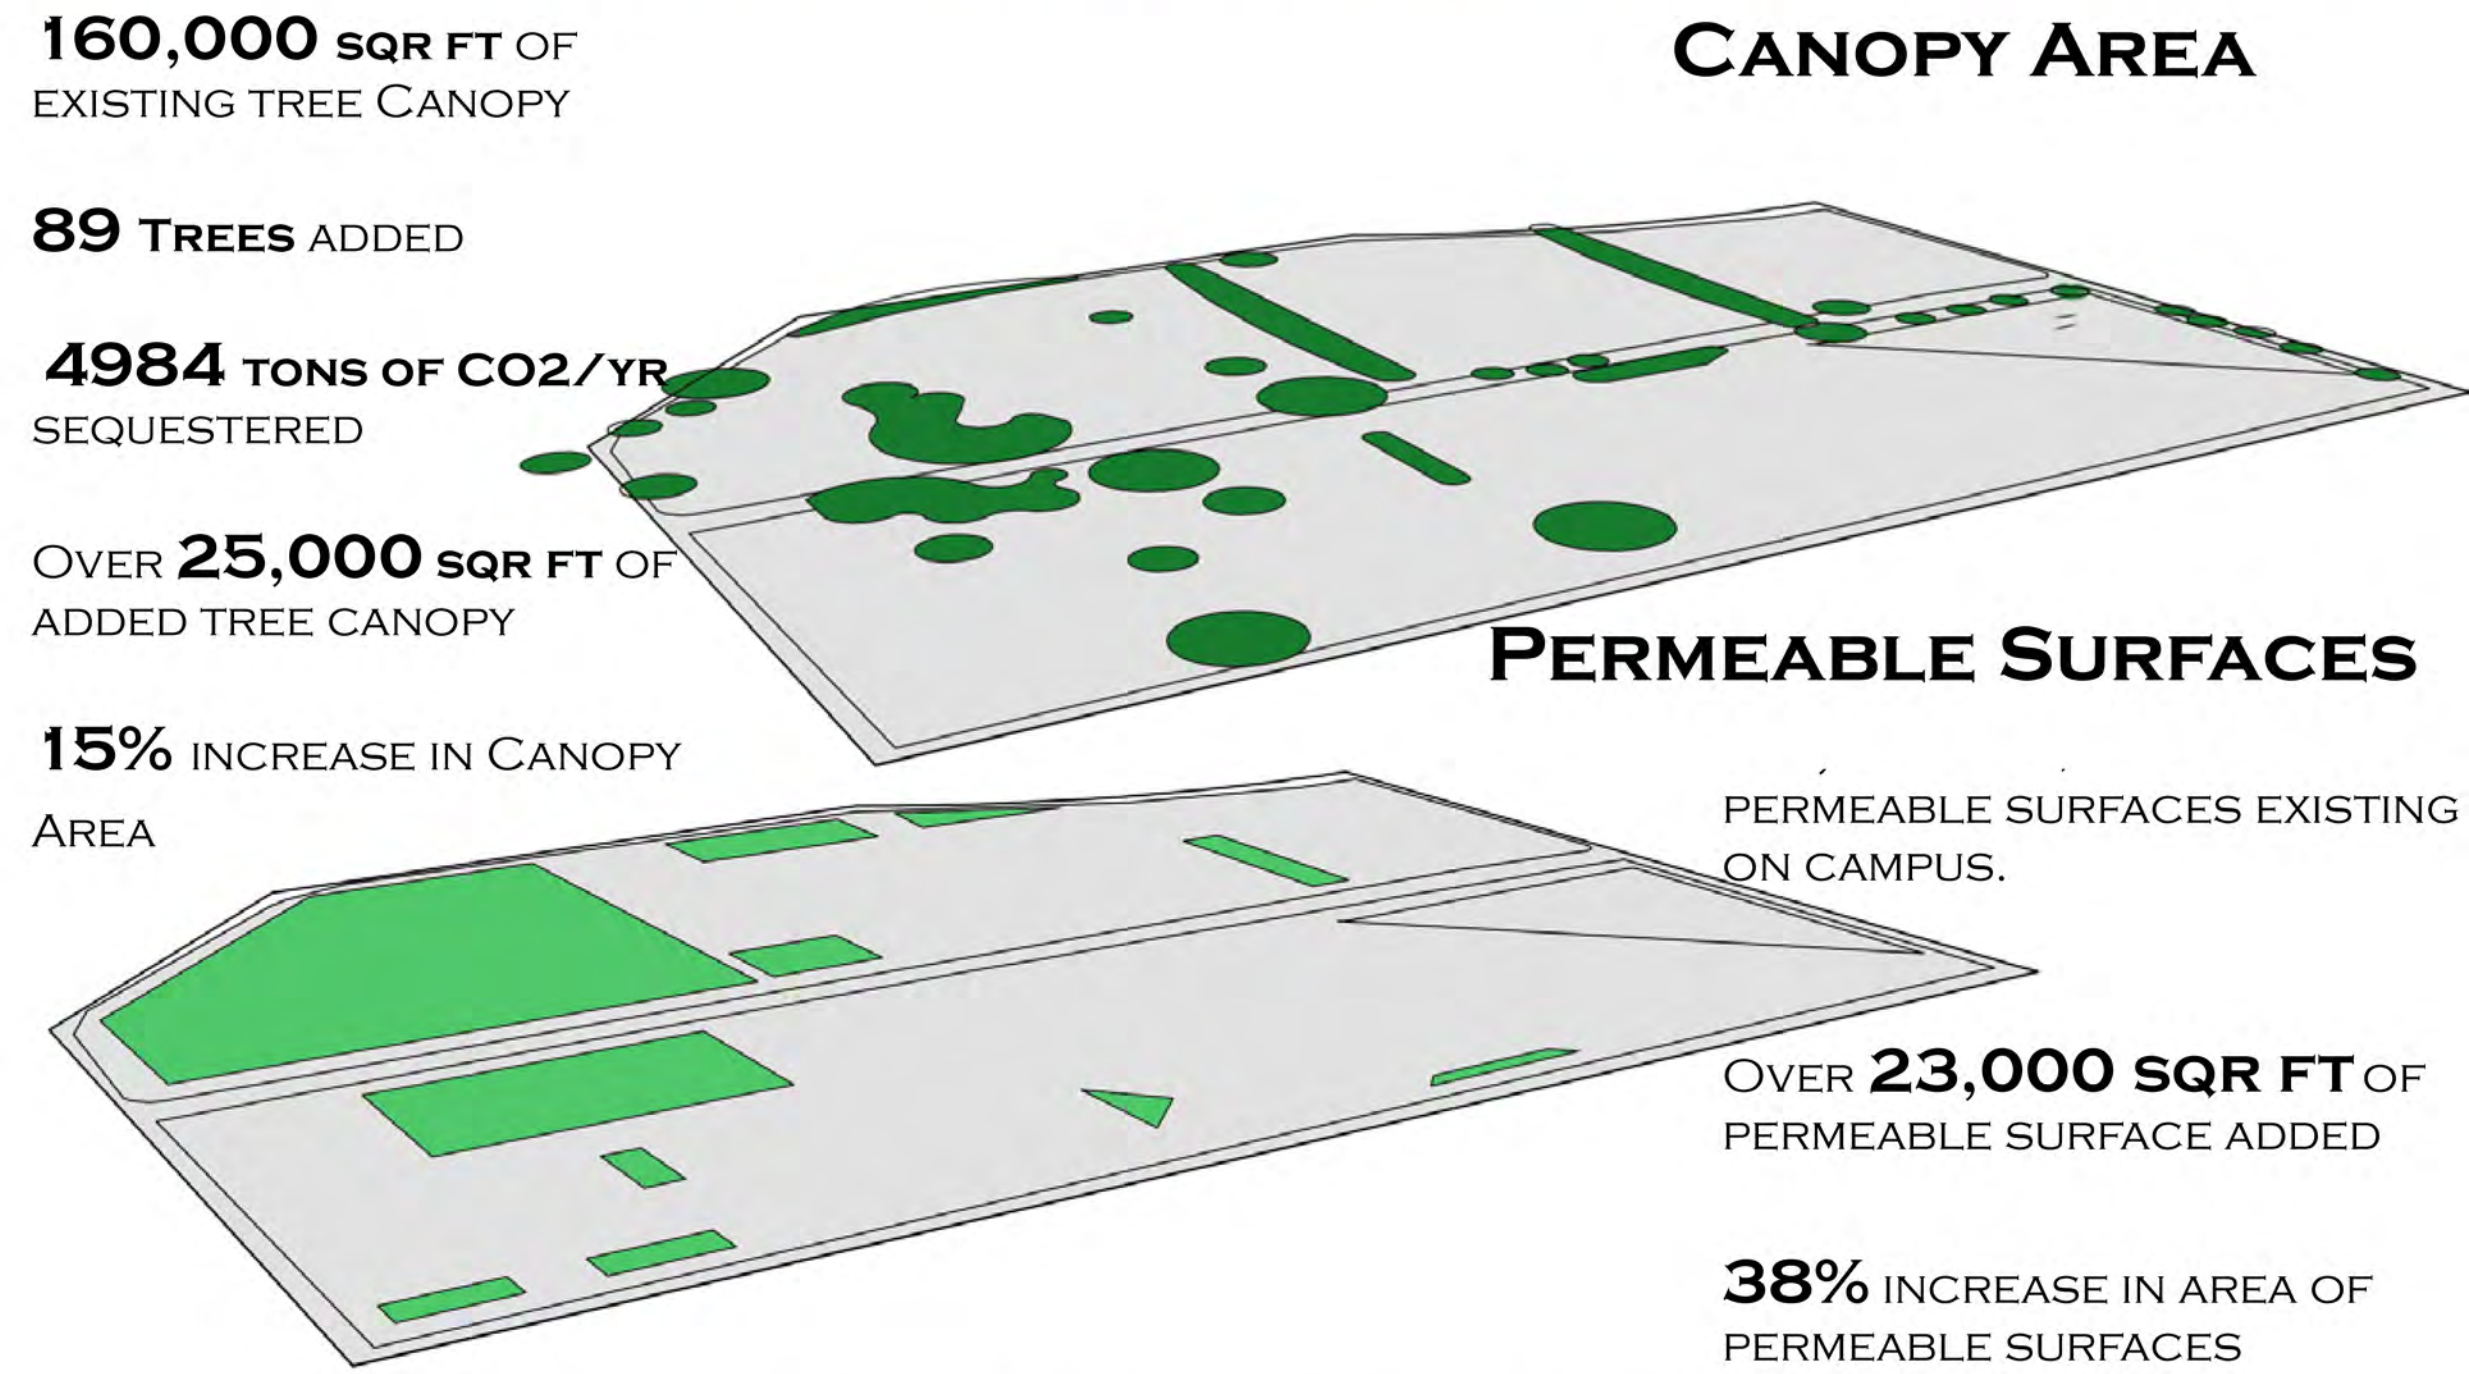 160,000 SQR FT OF
EXISTING TREE CANOPY
89 TREES ADDED
4984 TONS OF CO2/YR
SEQUESTERED
OVER 25,000 SQR FT OF
ADDED TREE CANOPY
15% INCREASE IN CANOPY
AREA
CANOPY AREA
PERMEABLE SURFACES
PERMEABLE SURFACES EXISTING
ON CAMPUS.
OVER 23,000 SQR FT OF
PERMEABLE SURFACE ADDED
38% INCREASE IN AREA OF
PERMEABLE SURFACES